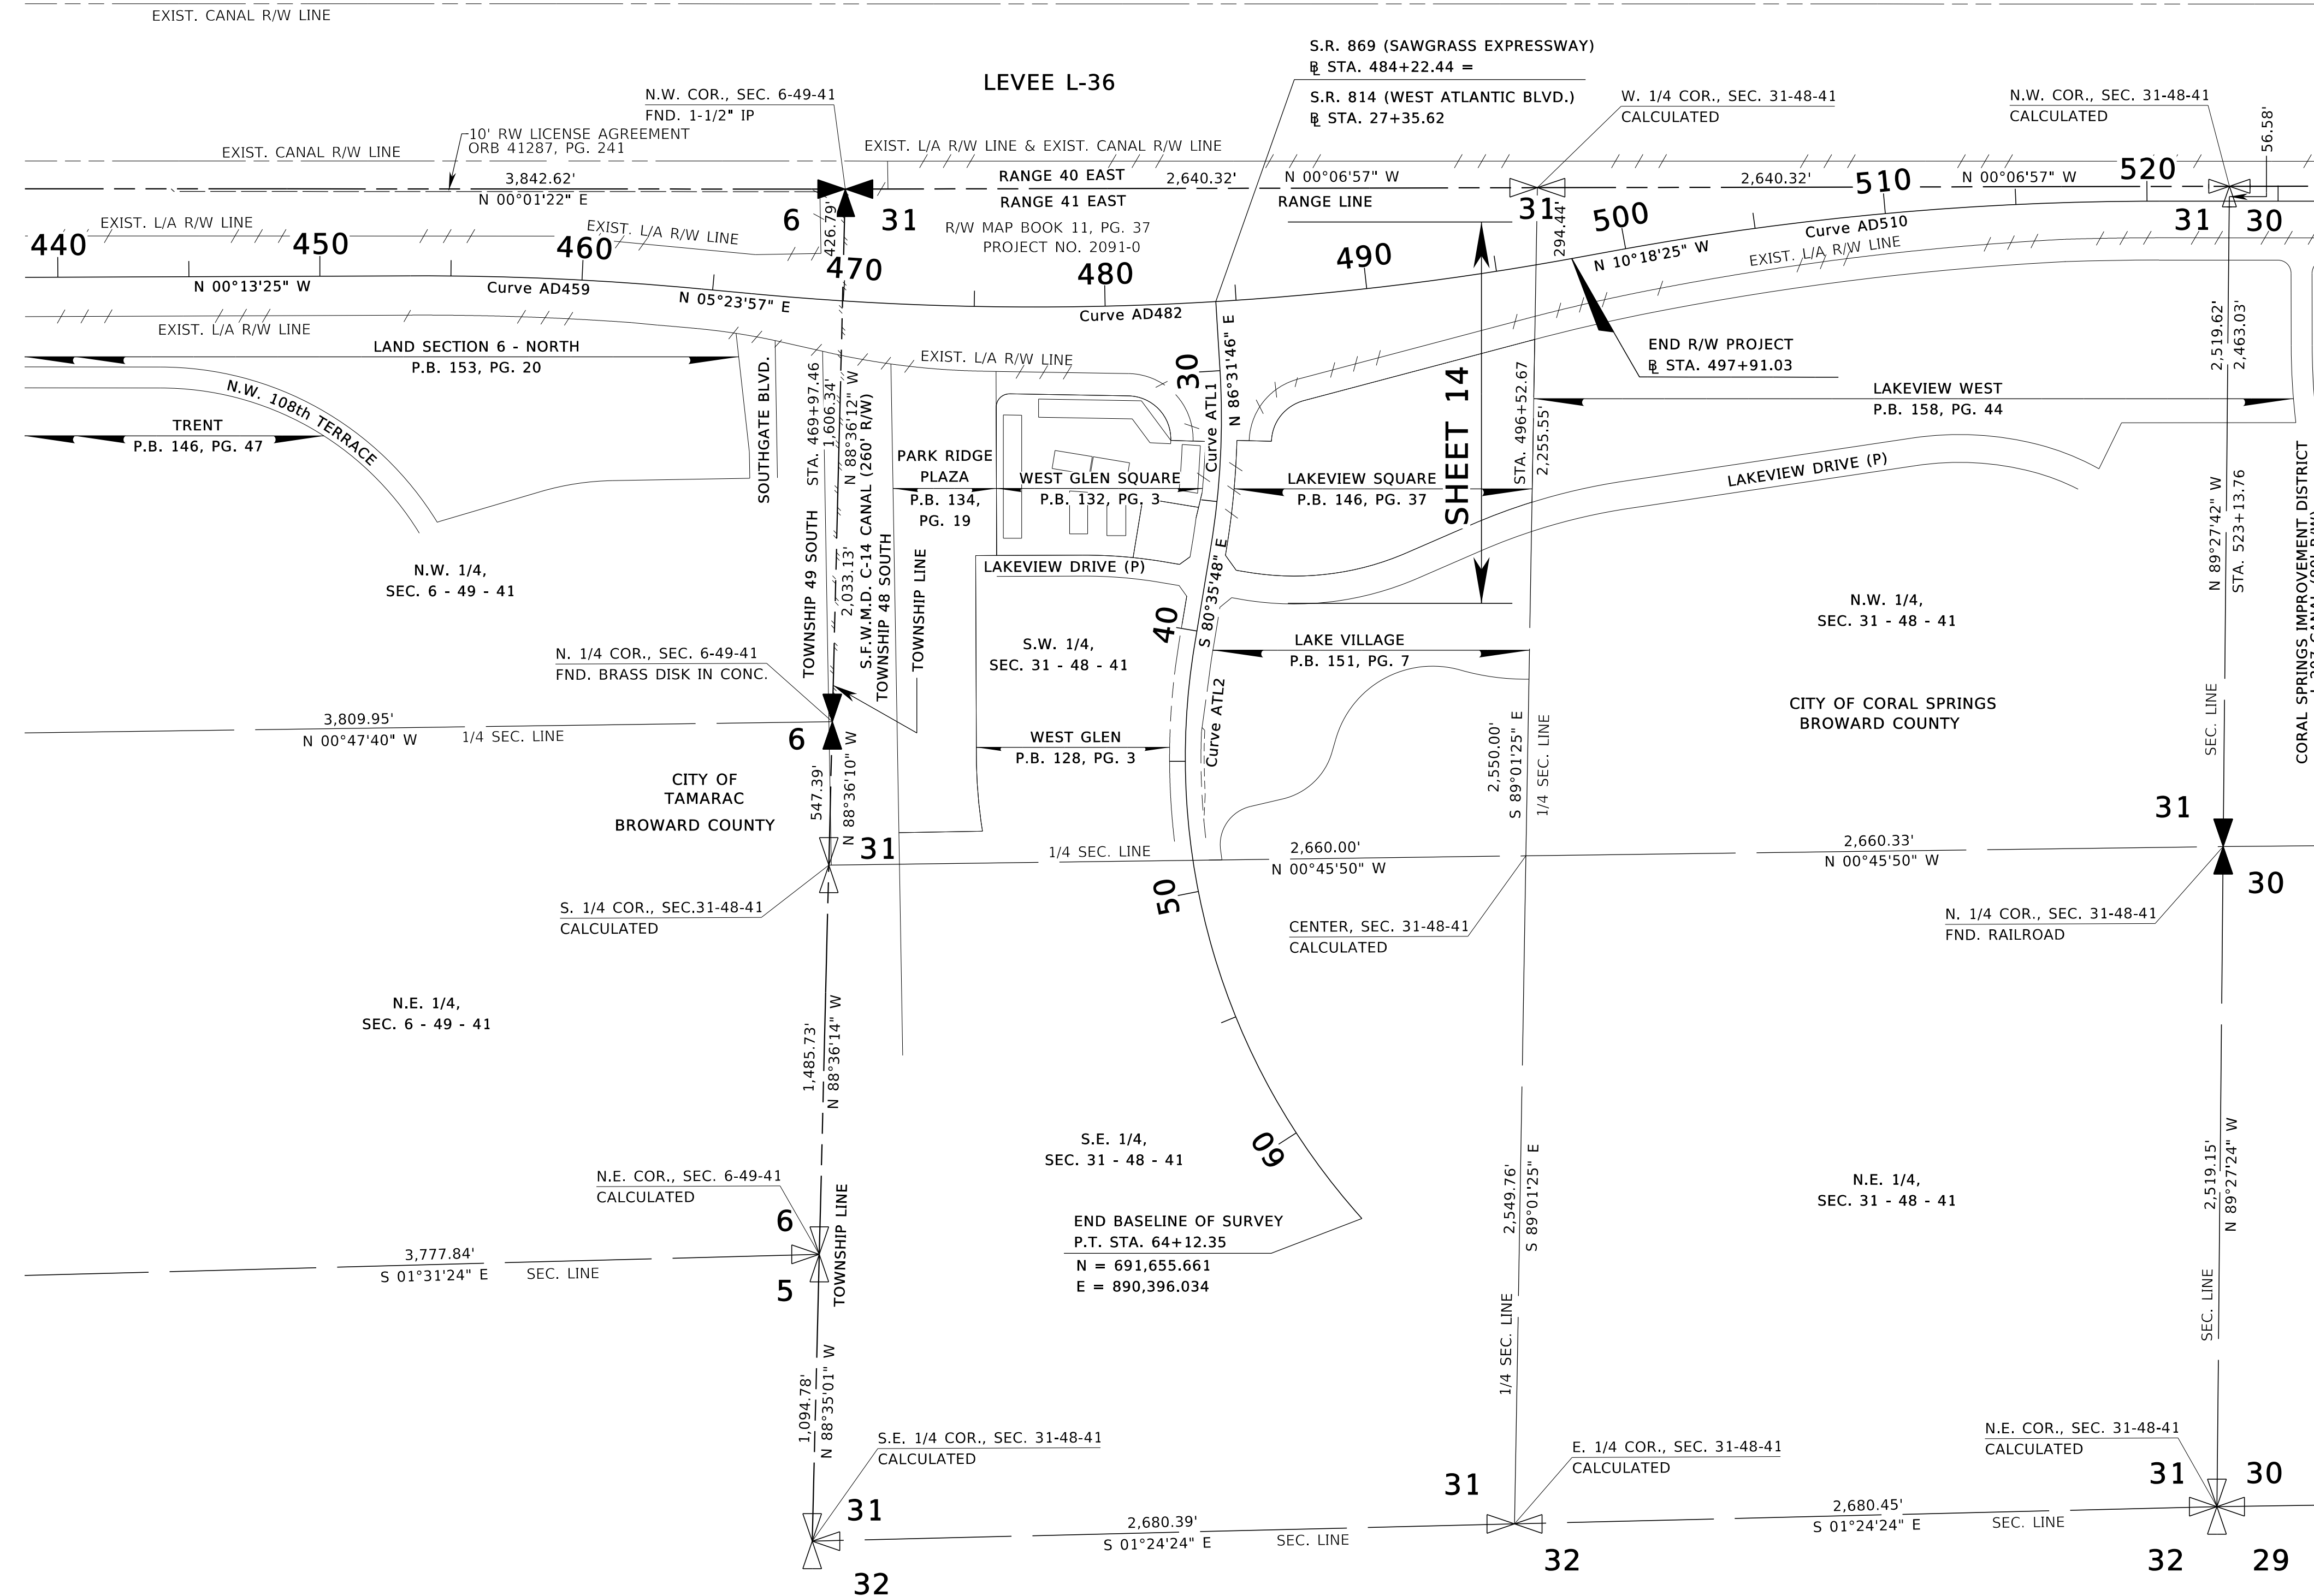 EXIST. CANAL R/W LINE
S.R. 869 (SAWGRASS EXPRESSWAY)
BL STA. 484+22.44 =
S.R. 814 (WEST ATLANTIC BLVD.)
BL STA. 27+35.62
LEVEE L-36
N.W. COR., SEC. 6-49-41
FND. 1-1/2" IP
W. 1/4 COR., SEC. 31-48-41
CALCULATED
N.W. COR., SEC. 31-48-41
CALCULATED
56.58'
10' RW LICENSE AGREEMENT
ORB 41287, PG. 241
EXIST. CANAL R/W LINE
EXIST. L/A R/W LINE & EXIST. CANAL R/W LINE
3,842.62'
N 00°01'22" E
RANGE 40 EAST
RANGE 41 EAST
2,640.32'
N 00°06'57" W
RANGE LINE
2,640.32'
N 00°06'57" W
510
520
6
31
31
31
30
500
426.79'
294.44'
R/W MAP BOOK 11, PG. 37
PROJECT NO. 2091-0
EXIST. L/A R/W LINE
EXIST. L/A R/W LINE
440
450
460
470
480
490
N 00°13'25" W
Curve AD459
N 05°23'57" E
Curve AD482
N 10°18'25" W
Curve AD510
EXIST. L/A R/W LINE
EXIST. L/A R/W LINE
EXIST. L/A R/W LINE
LAND SECTION 6 - NORTH
P.B. 153, PG. 20
N.W. 108th TERRACE
TRENT
P.B. 146, PG. 47
SOUTHGATE BLVD.
STA. 469+97.46
1,606.34'
N 88°36'12" W
S.F.W.M.D. C-14 CANAL (260' R/W)
2,033.13'
TOWNSHIP 49 SOUTH
TOWNSHIP 48 SOUTH
TOWNSHIP LINE
PARK RIDGE
PLAZA
P.B. 134,
PG. 19
WEST GLEN SQUARE
P.B. 132, PG. 3
30
Curve ATL1
N 86°31'46" E
LAKEVIEW SQUARE
P.B. 146, PG. 37
SHEET 14
STA. 496+52.67
2,255.55'
END R/W PROJECT
BL STA. 497+91.03
LAKEVIEW WEST
P.B. 158, PG. 44
2,519.62'
2,463.03'
N 89°27'42" W
STA. 523+13.76
CORAL SPRINGS IMPROVEMENT DISTRICT
LAKEVIEW DRIVE (P)
LAKEVIEW DRIVE (P)
N.W. 1/4,
SEC. 6 - 49 - 41
S 80°35'48" E
40
N.W. 1/4,
SEC. 31 - 48 - 41
S.W. 1/4,
SEC. 31 - 48 - 41
LAKE VILLAGE
P.B. 151, PG. 7
N. 1/4 COR., SEC. 6-49-41
FND. BRASS DISK IN CONC.
3,809.95'
N 00°47'40" W
1/4 SEC. LINE
6
WEST GLEN
P.B. 128, PG. 3
Curve ATL2
CITY OF CORAL SPRINGS
BROWARD COUNTY
SEC. LINE
2,550.00'
S 89°01'25" E
1/4 SEC. LINE
CITY OF
TAMARAC
BROWARD COUNTY
547.39'
N 88°36'10" W
31
31
30
1/4 SEC. LINE
2,660.00'
N 00°45'50" W
2,660.33'
N 00°45'50" W
S. 1/4 COR., SEC.31-48-41
CALCULATED
50
CENTER, SEC. 31-48-41
CALCULATED
N. 1/4 COR., SEC. 31-48-41
FND. RAILROAD
N.E. 1/4,
SEC. 6 - 49 - 41
1,485.73'
N 88°36'14" W
S.E. 1/4,
SEC. 31 - 48 - 41
60
2,549.76'
S 89°01'25" E
1/4 SEC. LINE
N.E. 1/4,
SEC. 31 - 48 - 41
2,519.15'
N 89°27'24" W
SEC. LINE
N.E. COR., SEC. 6-49-41
CALCULATED
6
5
TOWNSHIP LINE
3,777.84'
S 01°31'24" E
SEC. LINE
END BASELINE OF SURVEY
P.T. STA. 64+12.35
N = 691,655.661
E = 890,396.034
1,094.78'
N 88°35'01" W
S.E. 1/4 COR., SEC. 31-48-41
CALCULATED
E. 1/4 COR., SEC. 31-48-41
CALCULATED
N.E. COR., SEC. 31-48-41
CALCULATED
31
31
31
30
2,680.39'
S 01°24'24" E
SEC. LINE
2,680.45'
S 01°24'24" E
SEC. LINE
32
32
32
29